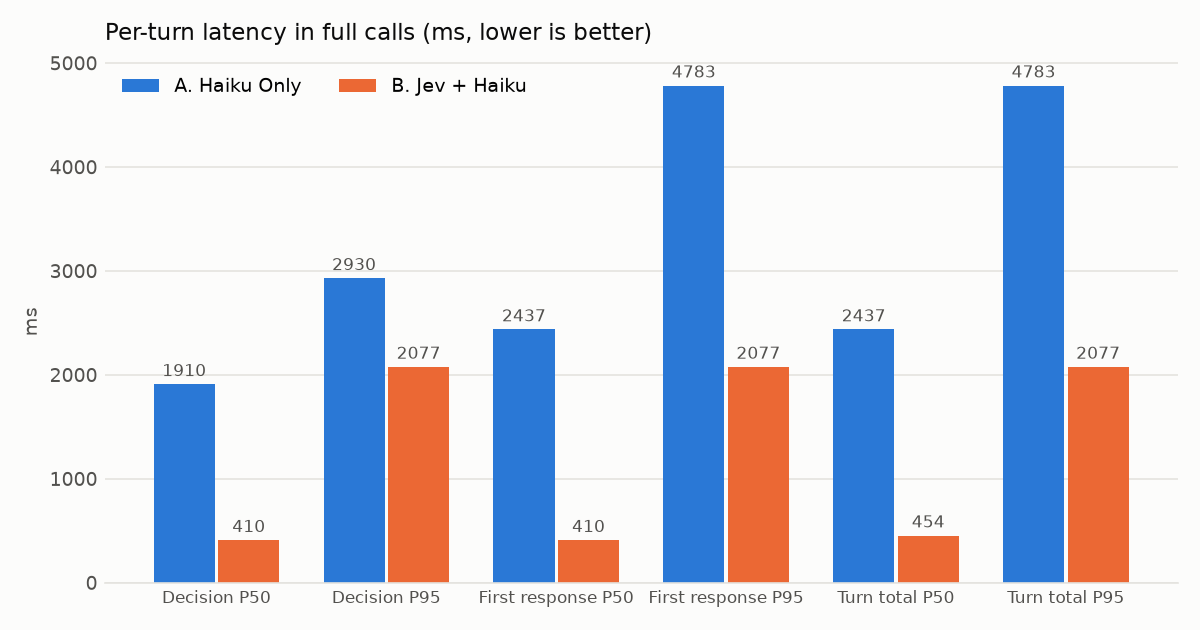 Per-turn latency in full calls (ms, lower is better)
A. Haiku Only
B. Jev + Haiku
ms
5000
4000
3000
2000
1000
0
1910
410
2930
2077
2437
410
4783
2077
2437
454
4783
2077
Decision P50
Decision P95
First response P50
First response P95
Turn total P50
Turn total P95